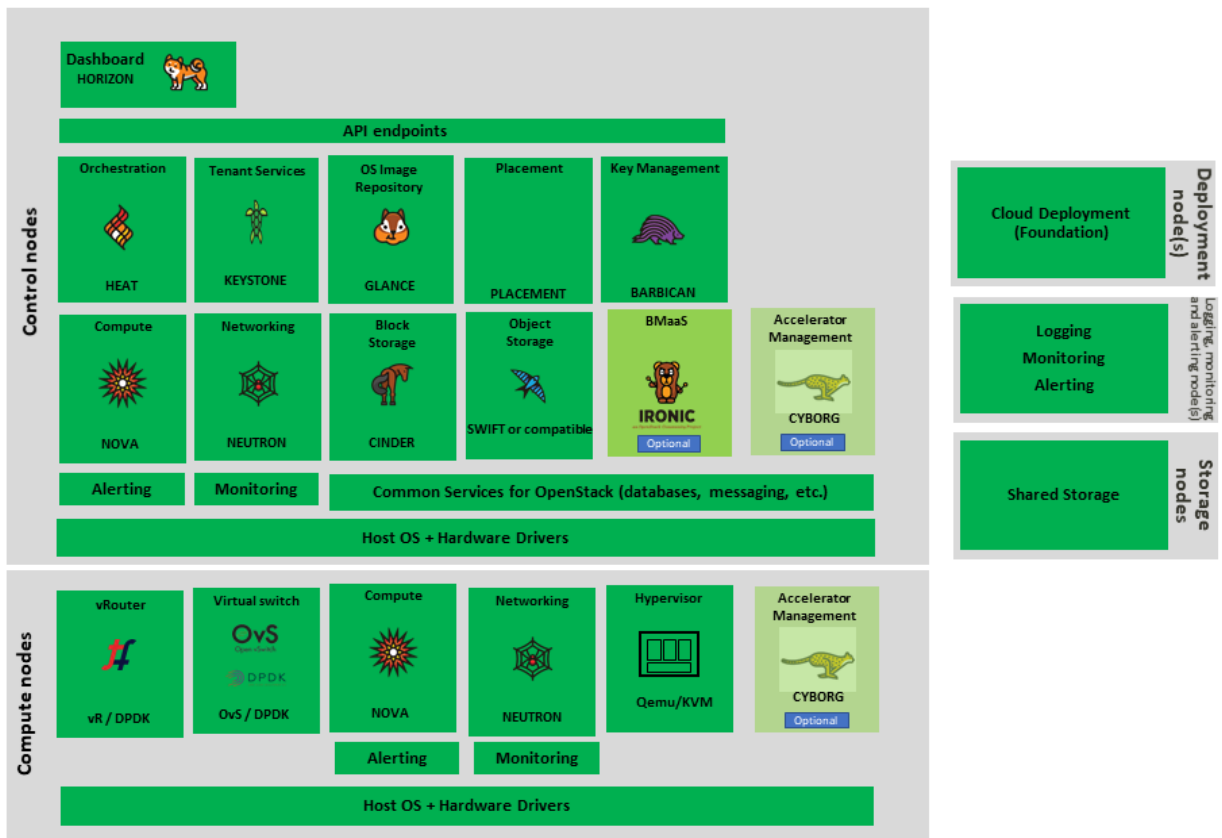 Dashboard
HORIZON
API endpoints
Control nodes
Orchestration
HEAT
Tenant Services
KEYSTONE
OS Image
Repository
GLANCE
Placement
PLACEMENT
Key Management
BARBICAN
Compute
NOVA
Networking
NEUTRON
Block
Storage
CINDER
Object
Storage
SWIFT or compatible
BMaaS
IRONIC
Optional
Accelerator
Management
CYBORG
Optional
Alerting
Monitoring
Common Services for OpenStack (databases, messaging, etc.)
Host OS + Hardware Drivers
Compute nodes
vRouter
vR / DPDK
Virtual switch
OvS
Open vSwitch
DPDK
OvS / DPDK
Compute
NOVA
Networking
NEUTRON
Hypervisor
Qemu/KVM
Accelerator
Management
CYBORG
Optional
Alerting
Monitoring
Host OS + Hardware Drivers
Cloud Deployment
(Foundation)
Deployment
node(s)
Logging
Monitoring
Alerting
Logging, monitoring
and alerting node(s)
Shared Storage
Storage
nodes